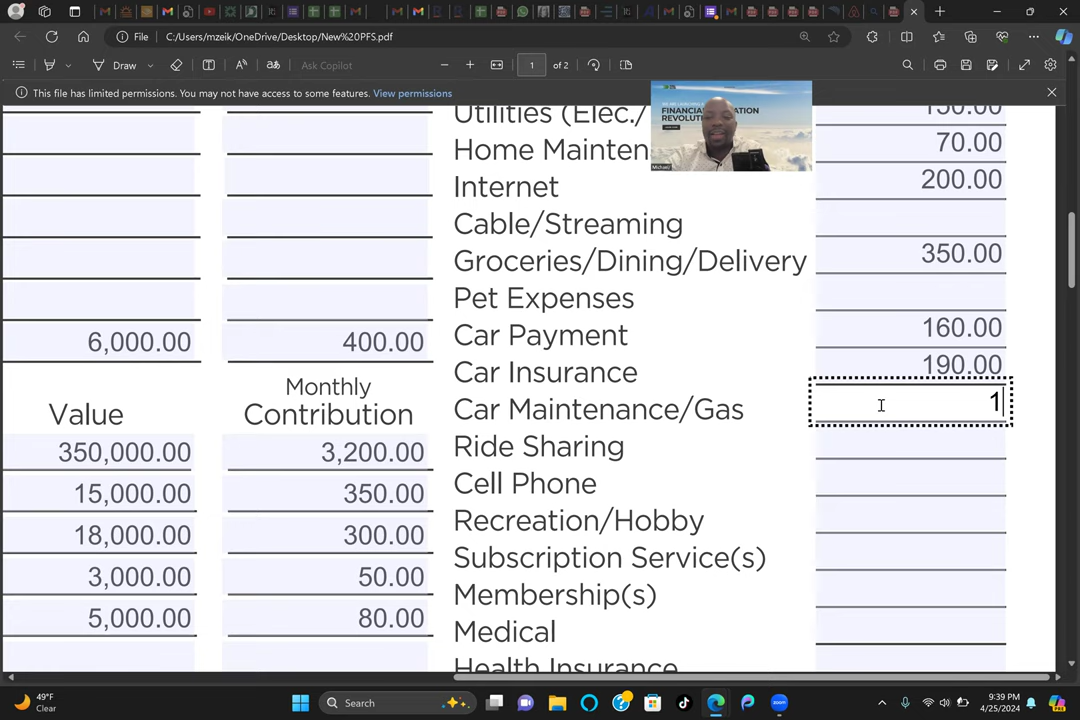 File
C:/Users/mzeik/OneDrive/Desktop/New%20PFS.pdf
Draw
Ask Copilot
1
of 2
This file has limited permissions. You may not have access to some features. View permissions
Utilities (Elec./
150.00
Home Mainten
70.00
Internet
200.00
Cable/Streaming
Groceries/Dining/Delivery
350.00
Pet Expenses
6,000.00
400.00
Car Payment
160.00
Car Insurance
190.00
Value
Monthly
Contribution
Car Maintenance/Gas
1
350,000.00
3,200.00
Ride Sharing
15,000.00
350.00
Cell Phone
18,000.00
300.00
Recreation/Hobby
3,000.00
50.00
Subscription Service(s)
5,000.00
80.00
Membership(s)
Medical
Health Insurance
49°F
Clear
Search
9:39 PM
4/25/2024